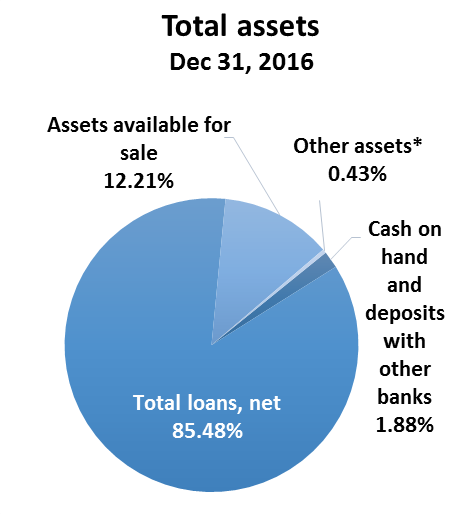 Total assets
Dec 31, 2016
Assets available for
sale
12.21%
Other assets*
0.43%
Cash on
hand
and
deposits
with
other
banks
1.88%
Total loans, net
85.48%